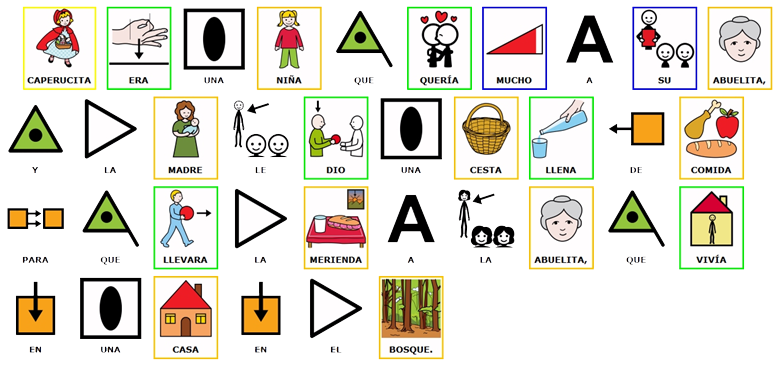 CAPERUCITA ERA UNA NIÑA QUE QUERÍA MUCHO A SU ABUELITA,
Y LA MADRE LE DIO UNA CESTA LLENA DE COMIDA
PARA QUE LLEVARA LA MERIENDA A LA ABUELITA, QUE VIVÍA
EN UNA CASA EN EL BOSQUE.